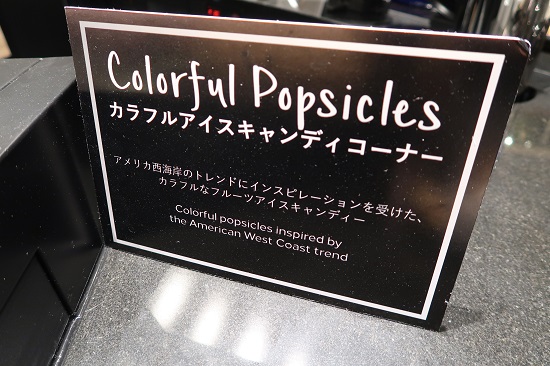 Colorful Popsicles
カラフルアイスキャンディコーナー
アメリカ西海岸のトレンドにインスピレーションを受けた、
カラフルなフルーツアイスキャンディー
Colorful popsicles inspired by
the American West Coast trend